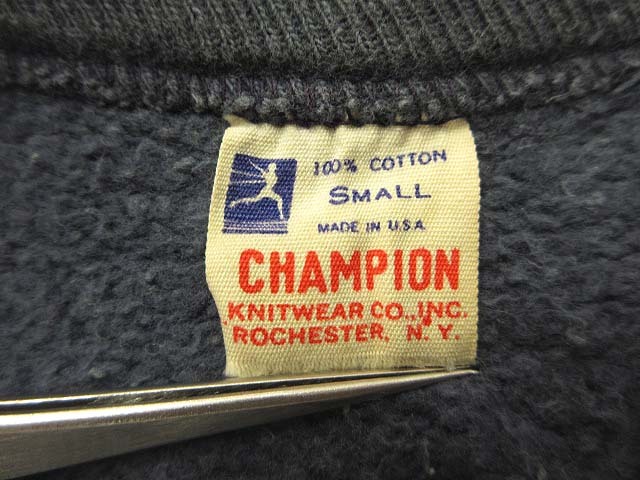 100% COTTON
SMALL
MADE IN U.S.A.
CHAMPION
KNITWEAR CO., INC.
ROCHESTER, N.Y.